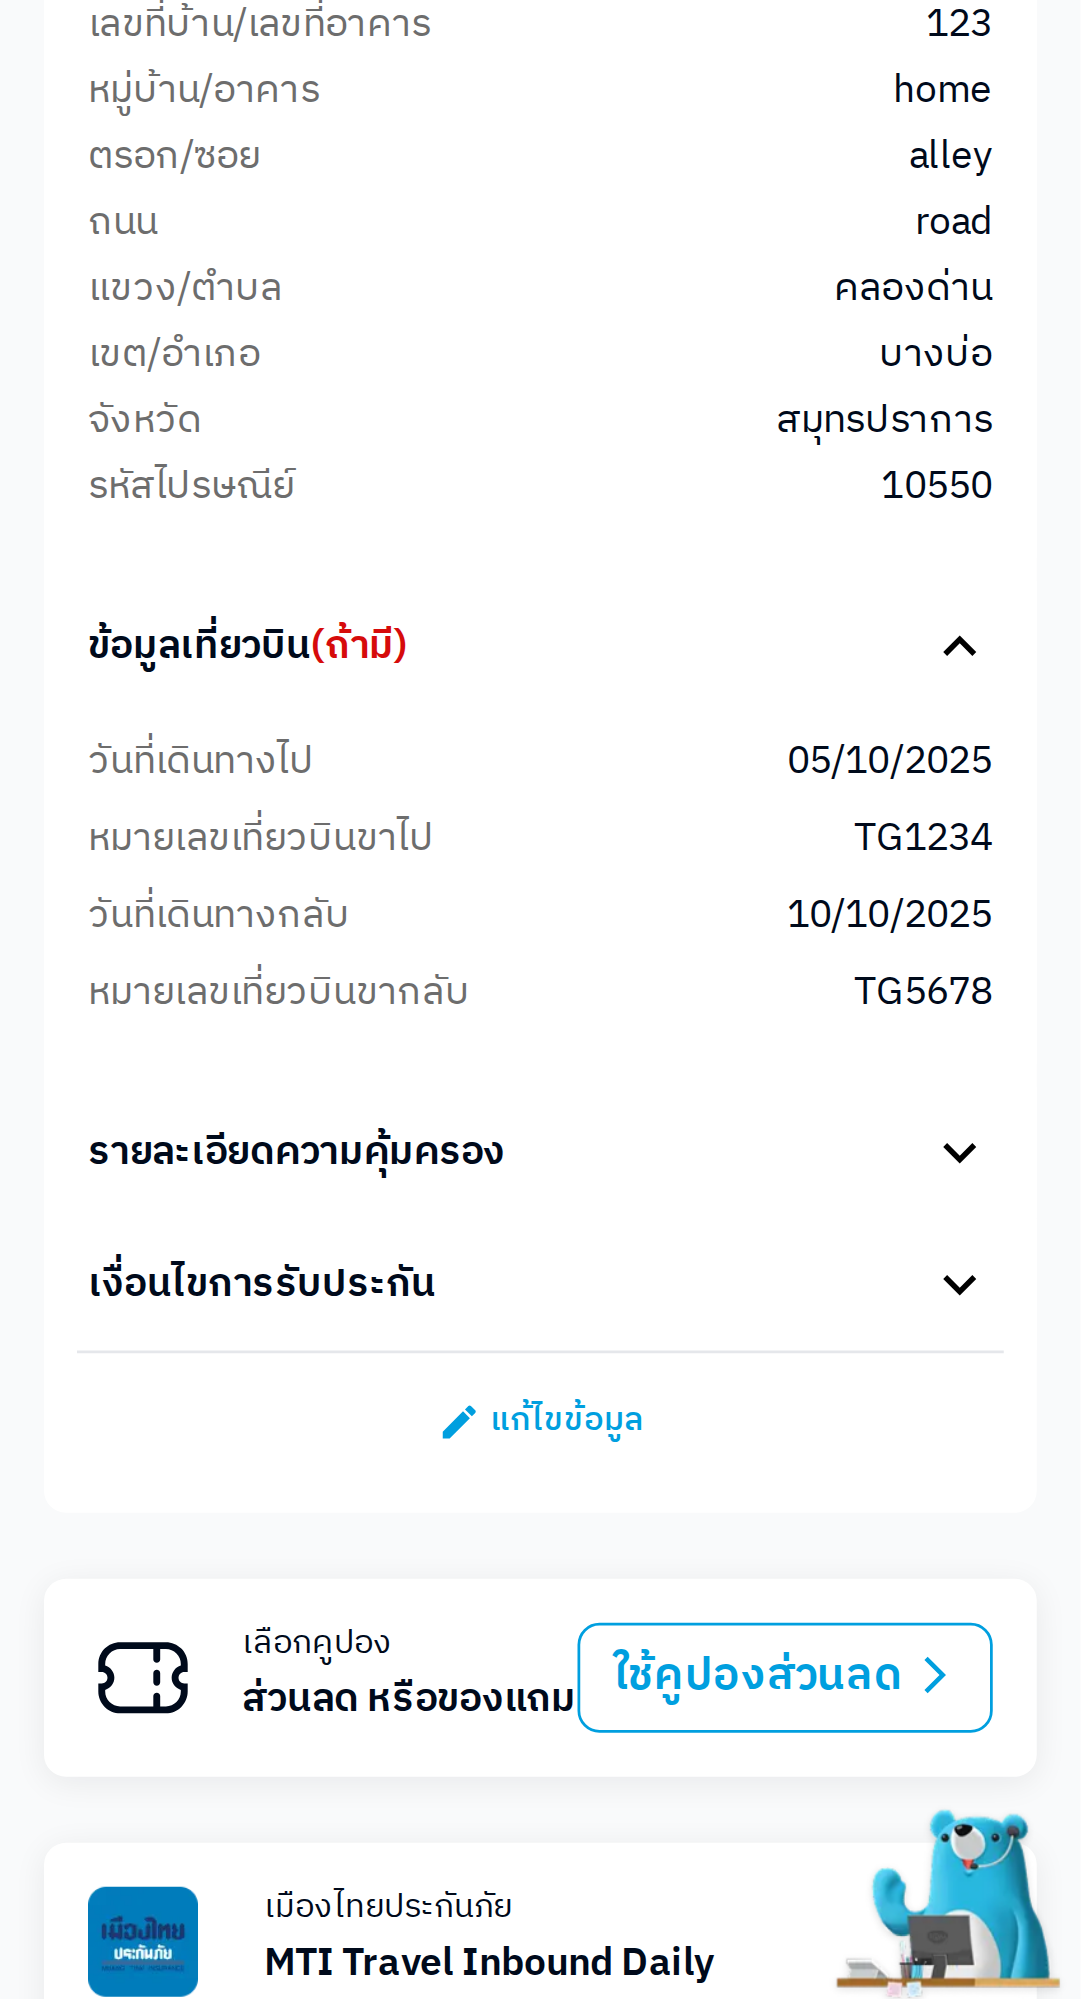 เลขที่บ้าน/เลขที่อาคาร 123
หมู่บ้าน/อาคาร home
ตรอก/ซอย alley
ถนน road
แขวง/ตำบล คลองด่าน
เขต/อำเภอ บางบ่อ
จังหวัด สมุทรปราการ
รหัสไปรษณีย์ 10550
ข้อมูลเที่ยวบิน(ถ้ามี)
วันที่เดินทางไป 05/10/2025
หมายเลขเที่ยวบินขาไป TG1234
วันที่เดินทางกลับ 10/10/2025
หมายเลขเที่ยวบินขากลับ TG5678
รายละเอียดความคุ้มครอง
เงื่อนไขการรับประกัน
แก้ไขข้อมูล
เลือกคูปอง
ส่วนลด หรือของแถม
ใช้คูปองส่วนลด
เมืองไทย
ประกันภัย
เมืองไทยประกันภัย
MTI Travel Inbound Daily